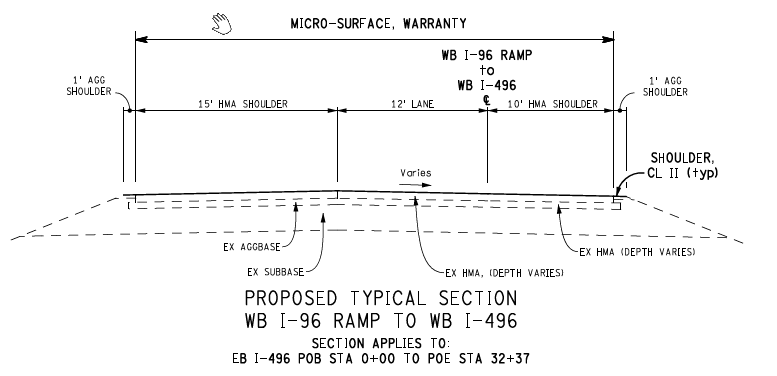 MICRO-SURFACE, WARRANTY
WB I-96 RAMP
to
WB I-496
℄
1' AGG
SHOULDER
15' HMA SHOULDER
12' LANE
10' HMA SHOULDER
1' AGG
SHOULDER
Varies
SHOULDER,
CL II (typ)
EX AGGBASE
EX SUBBASE
EX HMA, (DEPTH VARIES)
EX HMA (DEPTH VARIES)
PROPOSED TYPICAL SECTION
WB I-96 RAMP TO WB I-496
SECTION APPLIES TO:
EB I-496 POB STA 0+00 TO POE STA 32+37